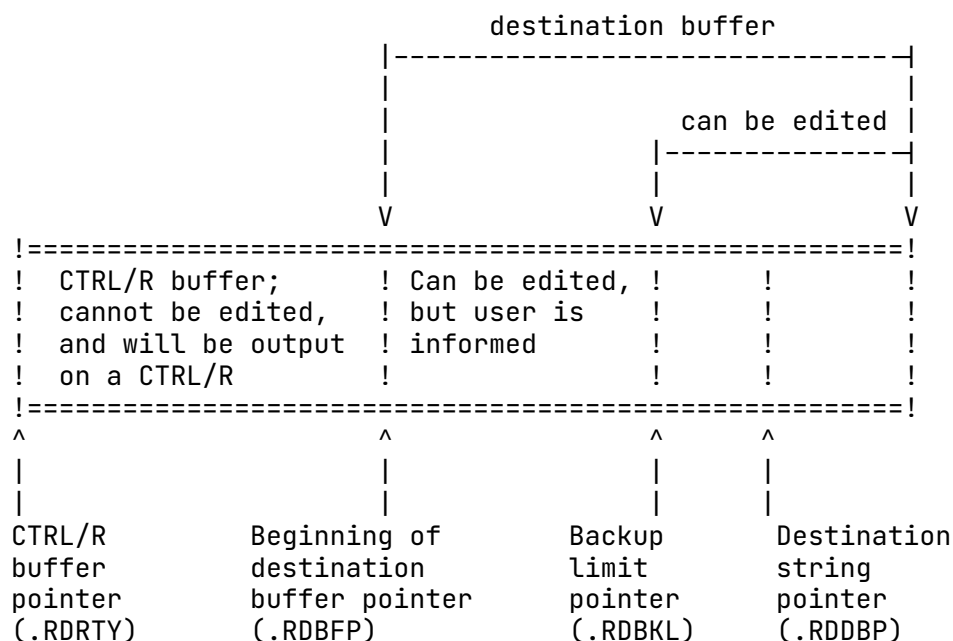 destination buffer
can be edited
CTRL/R buffer; ! Can be edited, !
cannot be edited, ! but user is
and will be output ! informed
on a CTRL/R
CTRL/R Beginning of Backup Destination
buffer destination limit string
pointer buffer pointer pointer pointer
(.RDRTY) (.RDBFP) (.RDBKL) (.RDDBP)